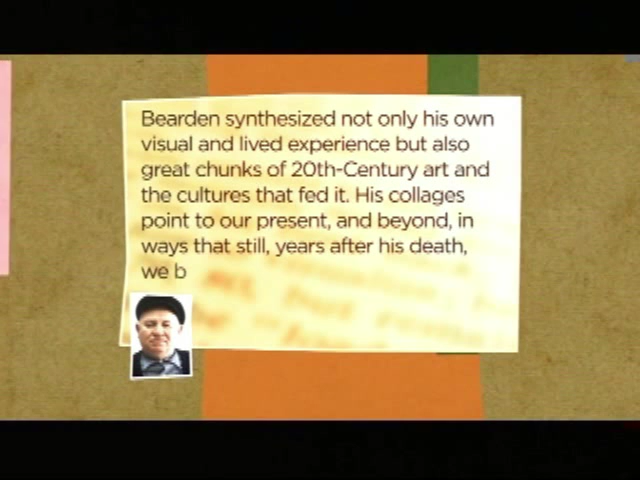 Bearden synthesized not only his own
visual and lived experience but also
great chunks of 20th-Century art and
the cultures that fed it. His collages
point to our present, and beyond, in
ways that still, years after his death,
we b